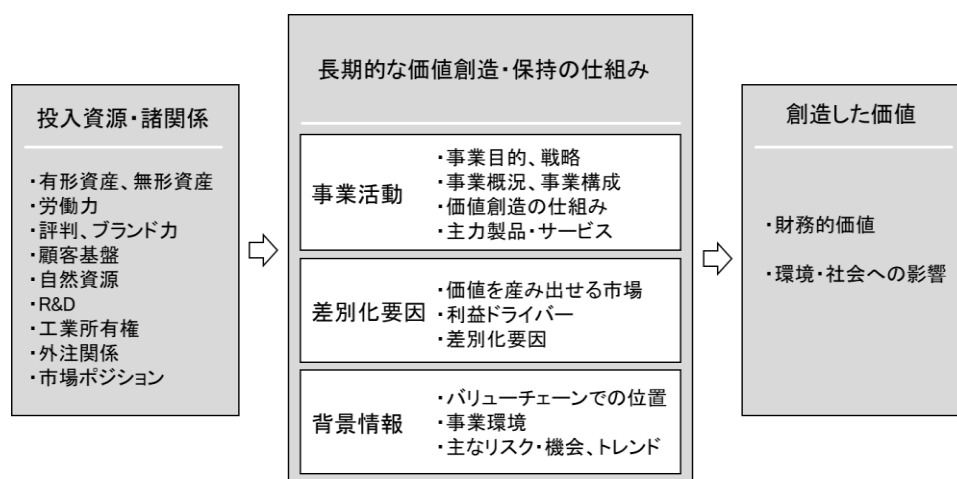 投入資源・諸関係
・有形資産、無形資産
・労働力
・評判、ブランド力
・顧客基盤
・自然資源
・R&D
・工業所有権
・外注関係
・市場ポジション
長期的な価値創造・保持の仕組み
事業活動
・事業目的、戦略
・事業概況、事業構成
・価値創造の仕組み
・主力製品・サービス
差別化要因
・価値を産み出せる市場
・利益ドライバー
・差別化要因
背景情報
・バリューチェーンでの位置
・事業環境
・主なリスク・機会、トレンド
創造した価値
・財務的価値
・環境・社会への影響